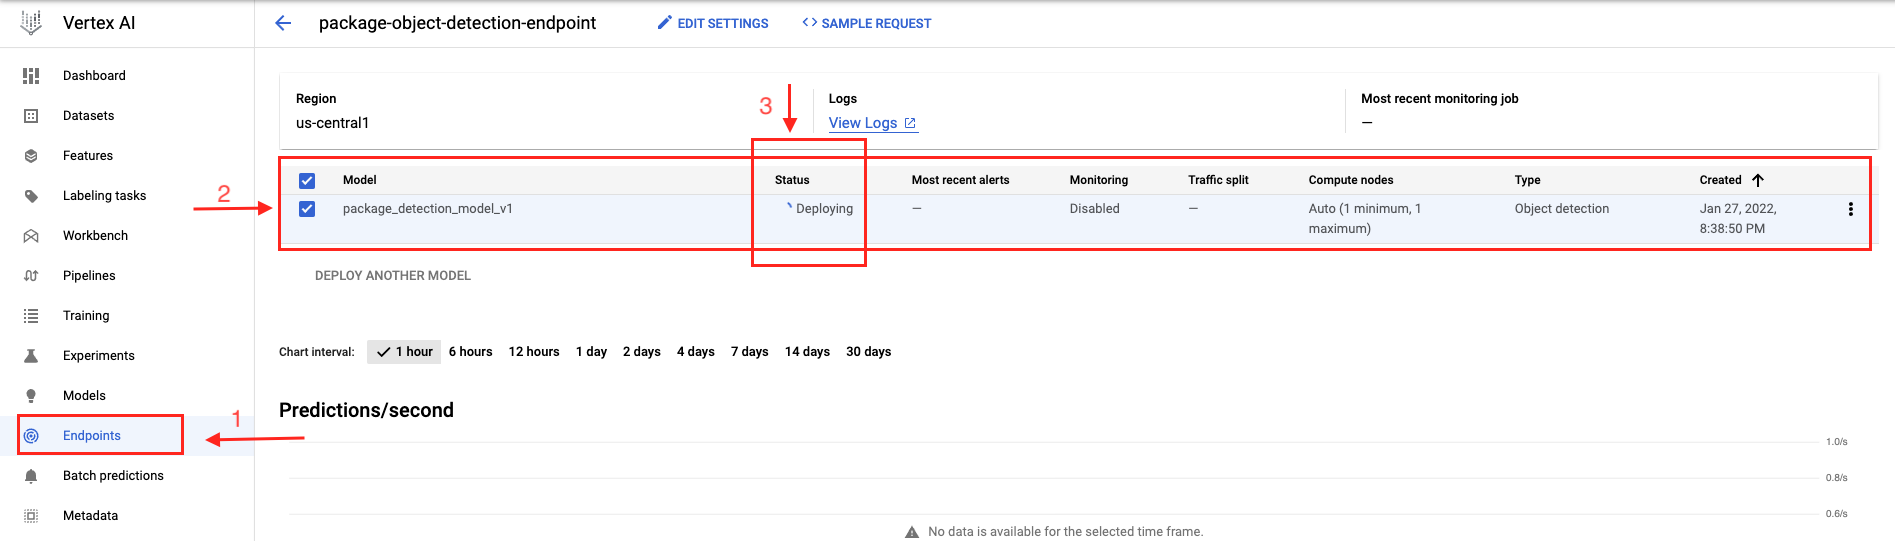 Vertex AI
package-object-detection-endpoint
EDIT SETTINGS
SAMPLE REQUEST
Dashboard
Datasets
Features
Labeling tasks
Workbench
Pipelines
Training
Experiments
Models
Endpoints
Batch predictions
Metadata
1
2
3
Region
us-central1
Logs
View Logs
Most recent monitoring job
—
Model Status Most recent alerts Monitoring Traffic split Compute nodes Type Created
package_detection_model_v1 Deploying — Disabled — Auto (1 minimum, 1 Object detection Jan 27, 2022,
maximum) 8:38:50 PM
DEPLOY ANOTHER MODEL
Chart interval: 1 hour 6 hours 12 hours 1 day 2 days 4 days 7 days 14 days 30 days
Predictions/second
1.0/s
0.8/s
0.6/s
No data is available for the selected time frame.